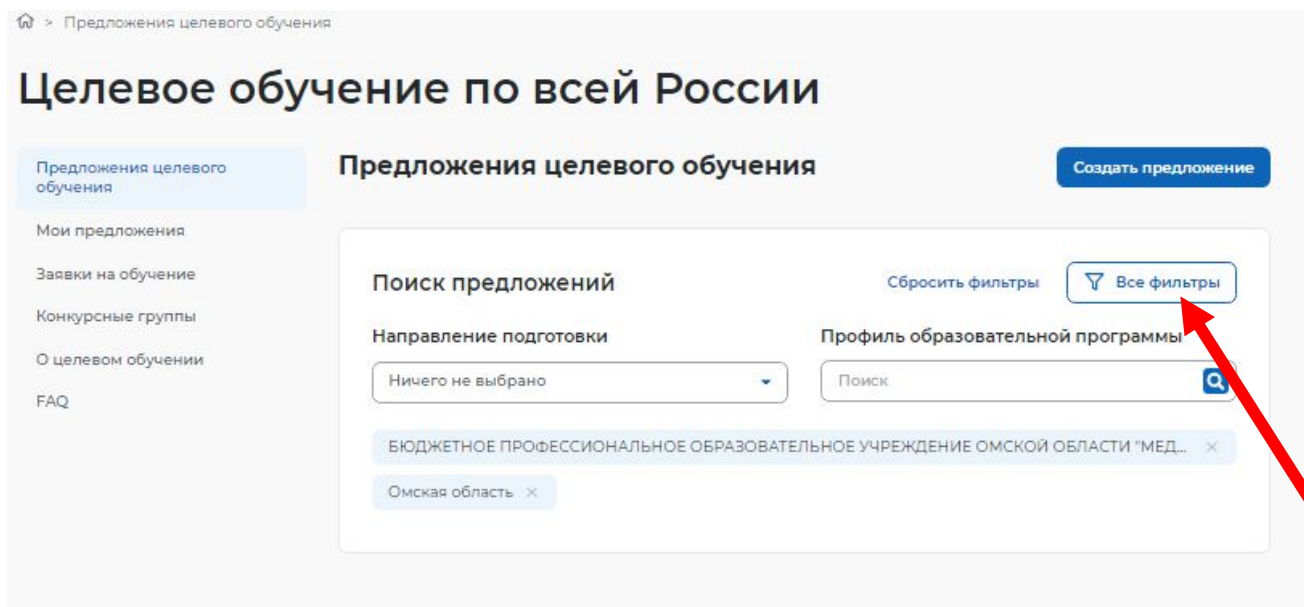 > Предложения целевого обучения
Целевое обучение по всей России
Предложения целевого
обучения
Мои предложения
Заявки на обучение
Конкурсные группы
О целевом обучении
FAQ
Предложения целевого обучения
Создать предложение
Поиск предложений
Сбросить фильтры
Все фильтры
Направление подготовки
Профиль образовательной программы
Ничего не выбрано
Поиск
БЮДЖЕТНОЕ ПРОФЕССИОНАЛЬНОЕ ОБРАЗОВАТЕЛЬНОЕ УЧРЕЖДЕНИЕ ОМСКОЙ ОБЛАСТИ "МЕД... ×
Омская область ×